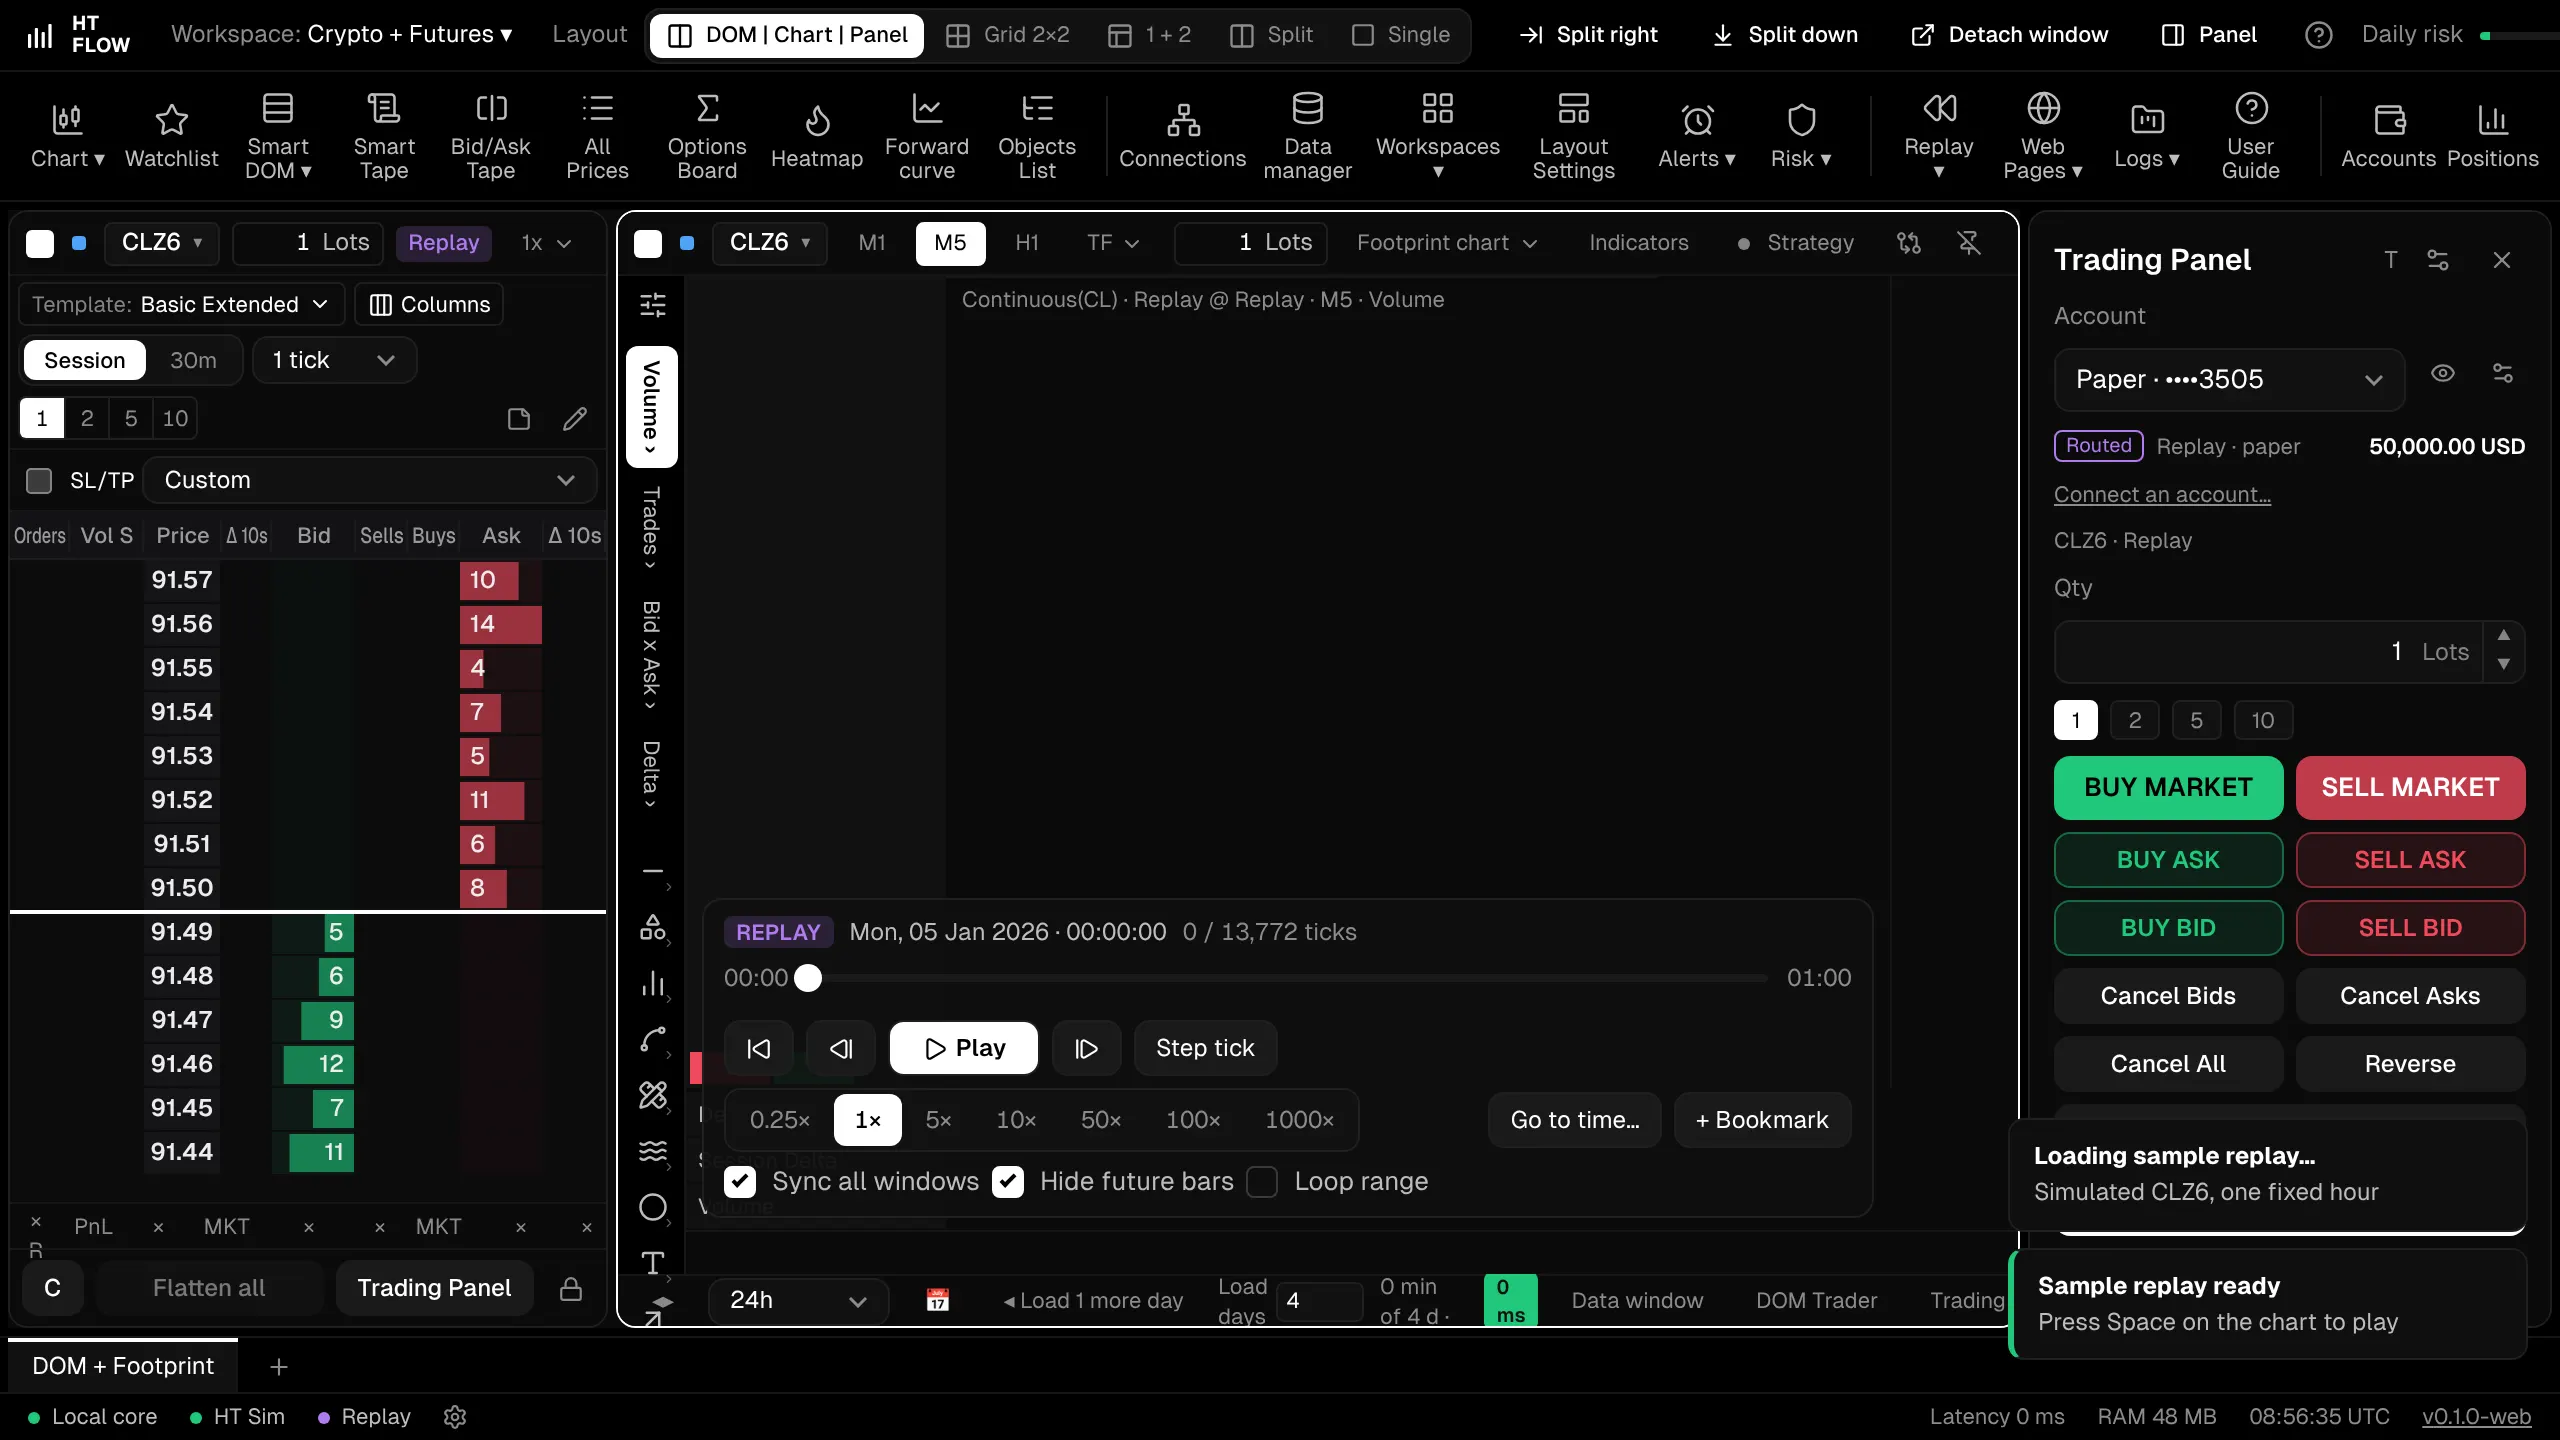 HT FLOW
Workspace: Crypto + Futures ▾
Layout
DOM | Chart | Panel
Grid 2×2
1 + 2
Split
Single
Split right
Split down
Detach window
Panel
Daily risk
Chart ▾
Watchlist
Smart DOM ▾
Smart Tape
Bid/Ask Tape
All Prices
Options Board
Heatmap
Forward curve
Objects List
Connections
Data manager
Workspaces ▾
Layout Settings
Alerts ▾
Risk ▾
Replay ▾
Web Pages ▾
Logs ▾
User Guide
Accounts
Positions
CLZ6 ▾
1 Lots
Replay
1x
Template: Basic Extended
Columns
Session
30m
1 tick
1 2 5 10
SL/TP
Custom
Orders Vol S Price Δ 10s Bid Sells Buys Ask Δ 10s
91.57 10
91.56 14
91.55 4
91.54 7
91.53 5
91.52 11
91.51 6
91.50 8
91.49 5
91.48 6
91.47 9
91.46 12
91.45 7
91.44 11
× PnL × MKT × × MKT × ×
C
Flatten all
Trading Panel
CLZ6 ▾
M1
M5
H1
TF
1 Lots
Footprint chart
Indicators
Strategy
Continuous(CL) · Replay @ Replay · M5 · Volume
Volume ›
Trades ›
Bid x Ask ›
Delta ›
REPLAY Mon, 05 Jan 2026 · 00:00:00 0 / 13,772 ticks
00:00
01:00
Play
Step tick
0.25× 1× 5× 10× 50× 100× 1000×
Go to time…
+ Bookmark
Session Delta
Sync all windows
Hide future bars
Loop range
24h
◂ Load 1 more day
Load days 4
0 min of 4 d ·
0 ms
Data window
DOM Trader
Trading
Trading Panel
T
Account
Paper · ••••3505
Routed
Replay · paper
50,000.00 USD
Connect an account…
CLZ6 · Replay
Qty
1 Lots
1 2 5 10
BUY MARKET
SELL MARKET
BUY ASK
SELL ASK
BUY BID
SELL BID
Cancel Bids
Cancel Asks
Cancel All
Reverse
Loading sample replay…
Simulated CLZ6, one fixed hour
Sample replay ready
Press Space on the chart to play
DOM + Footprint
+
Local core
HT Sim
Replay
Latency 0 ms
RAM 48 MB
08:56:35 UTC
v0.1.0-web